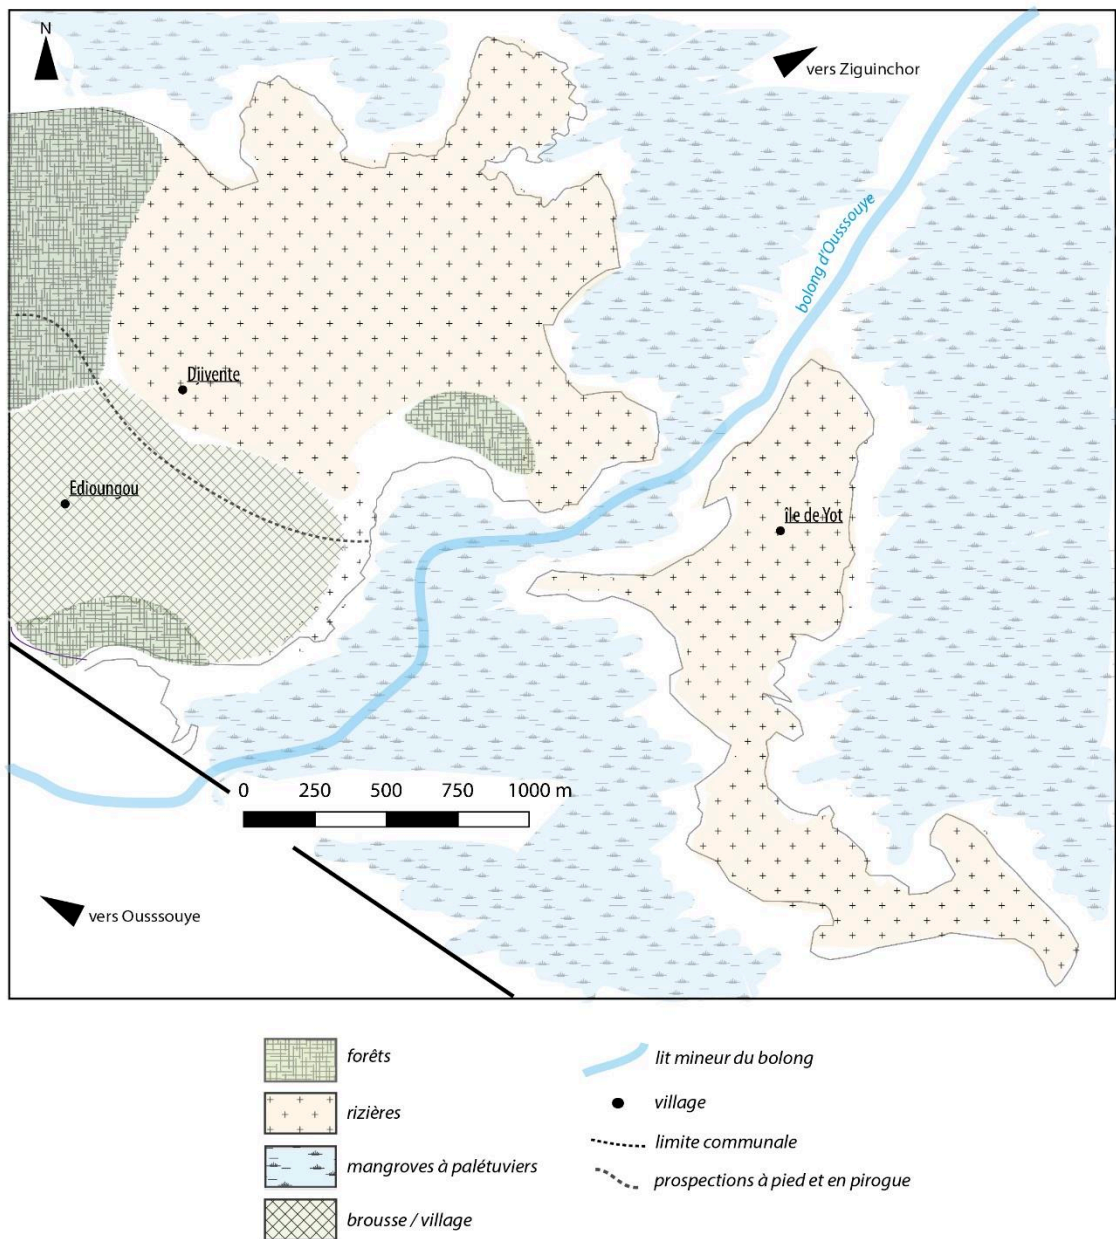 N
vers Ziguinchor
bolong d'Ousssouye
Djivente
Edioungou
île de Yot
0 250 500 750 1000 m
vers Ousssouye
forêts
rizières
mangroves à palétuviers
brousse / village
lit mineur du bolong
village
limite communale
prospections à pied et en pirogue